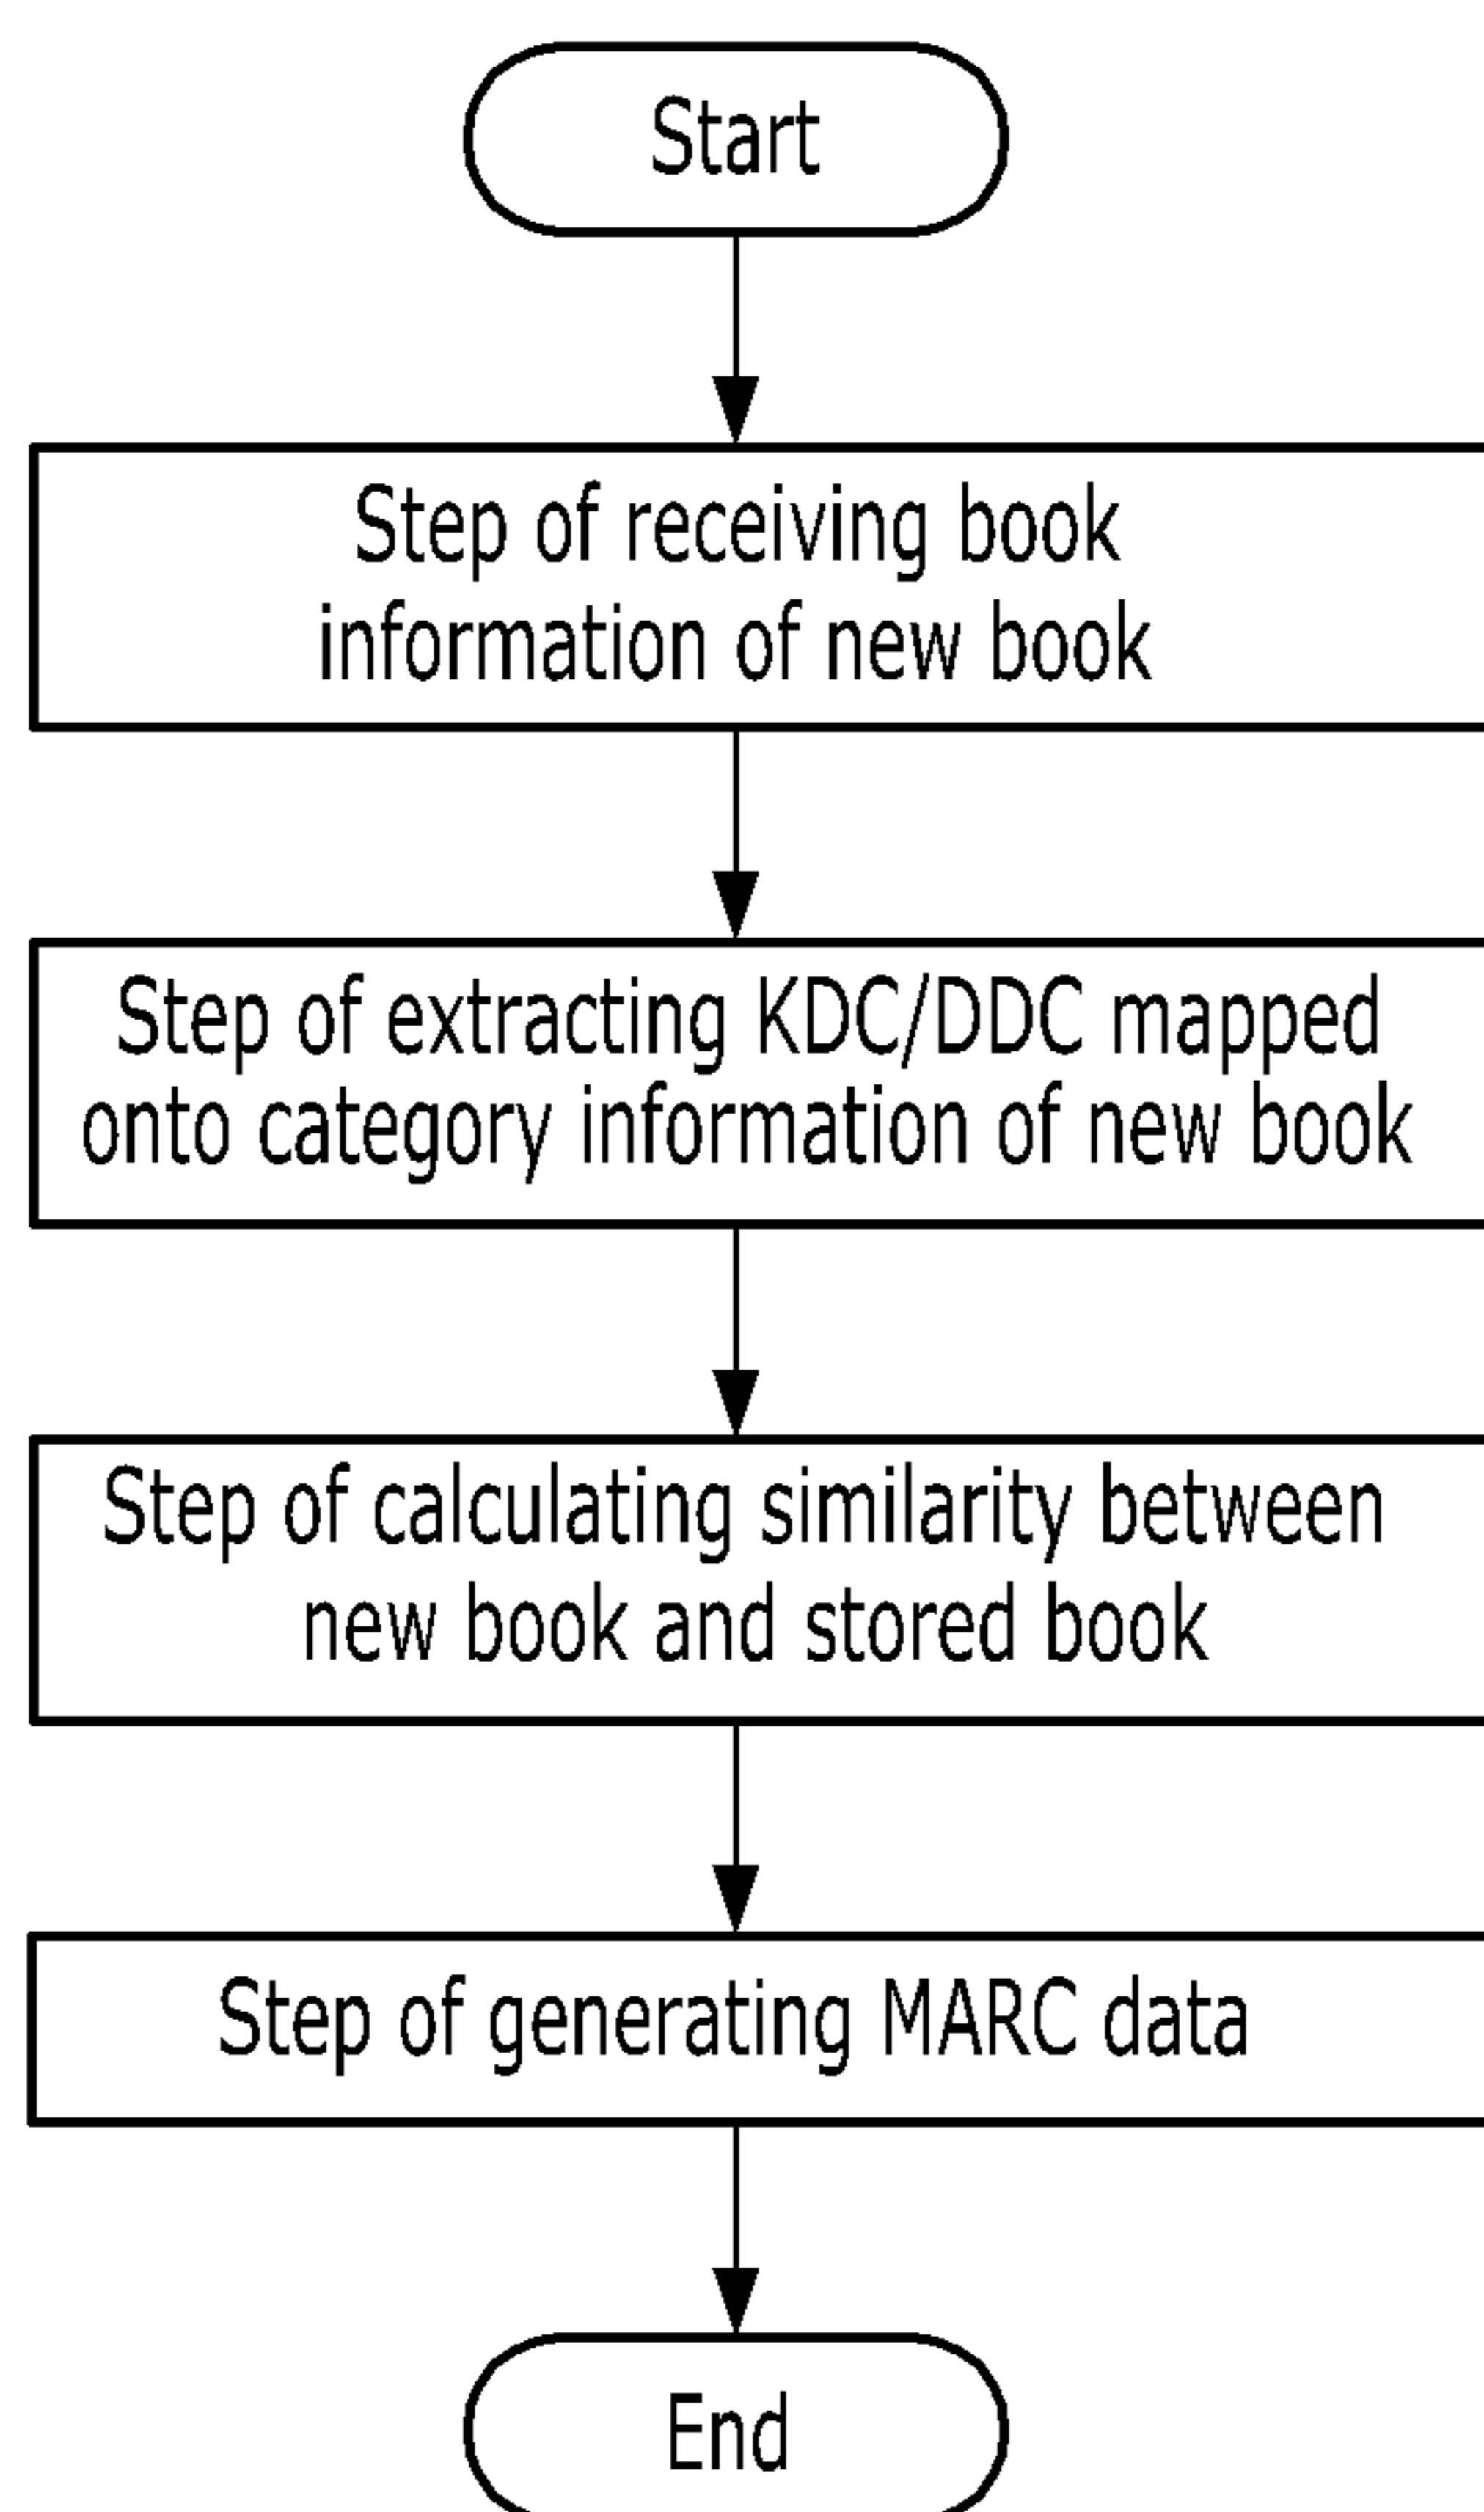 Start
Step of receiving book
information of new book
Step of extracting KDC/DDC mapped
onto category information of new book
Step of calculating similarity between
new book and stored book
Step of generating MARC data
End